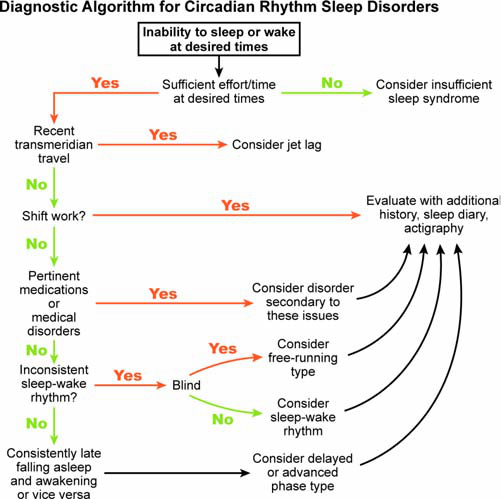 Diagnostic Algorithm for Circadian Rhythm Sleep Disorders
Inability to sleep or wake
at desired times
Yes
Sufficient effort/time
at desired times
No
Consider insufficient
sleep syndrome
Recent
transmeridian
travel
Yes
Consider jet lag
No
Shift work?
Yes
Evaluate with additional
history, sleep diary,
actigraphy
No
Pertinent
medications
or
medical
disorders
Yes
Consider disorder
secondary to
these issues
No
Inconsistent
sleep-wake
rhythm?
Yes
Blind
Yes
Consider
free-running
type
No
Consider
sleep-wake
rhythm
No
Consistently late
falling asleep
and awakening
or vice versa
Consider delayed
or advanced
phase type